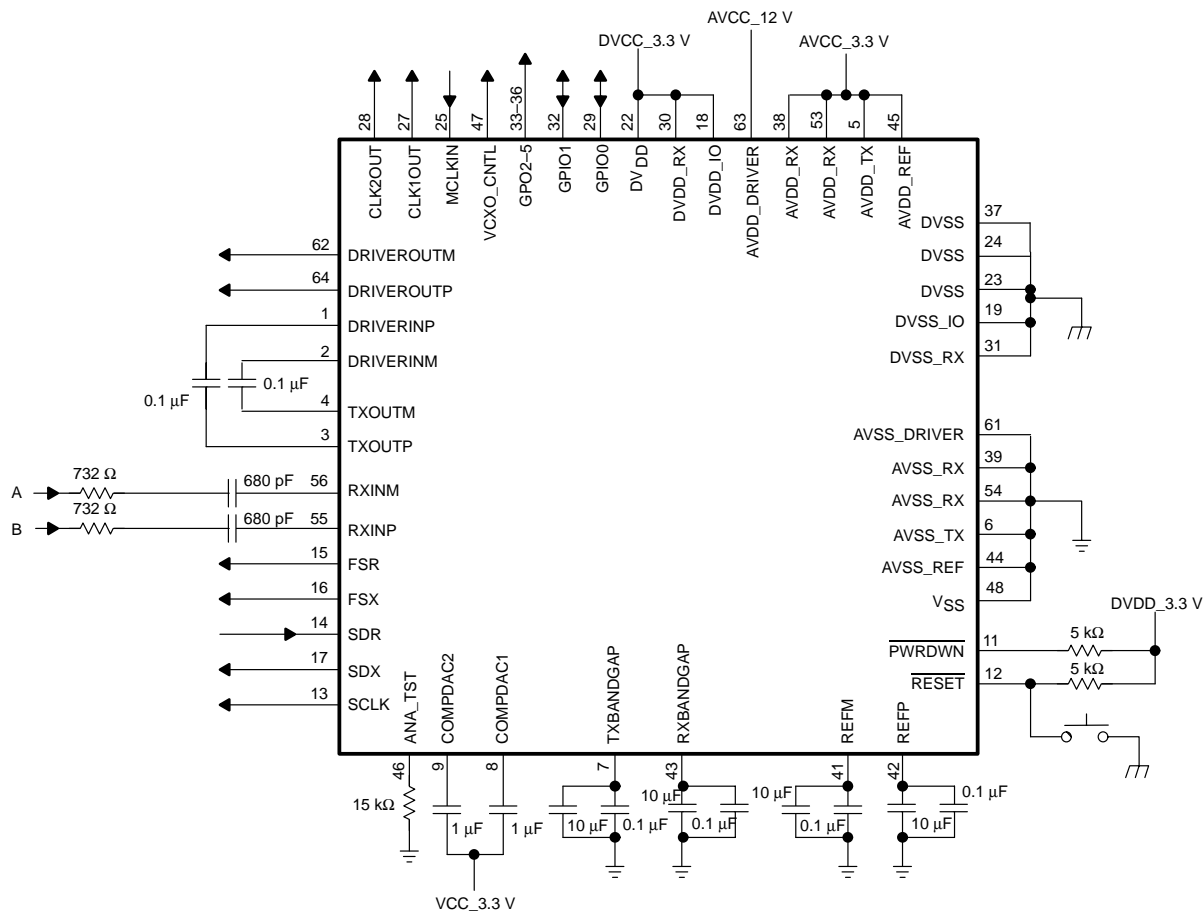 AVCC_12 V
DVCC_3.3 V
AVCC_3.3 V
28
27
25
47
33–36
32
29
22
30
18
63
38
53
5
45
CLK2OUT
CLK1OUT
MCLKIN
VCXO_CNTL
GPO2–5
GPIO1
GPIO0
DVDD
DVDD_RX
DVDD_IO
AVDD_DRIVER
AVDD_RX
AVDD_RX
AVDD_TX
AVDD_REF
62
DRIVEROUTM
64
DRIVEROUTP
1
DRIVERINP
2
DRIVERINM
0.1 µF
0.1 µF
4
TXOUTM
3
TXOUTP
A
732 Ω
680 pF
56
RXINM
B
732 Ω
680 pF
55
RXINP
15
FSR
16
FSX
14
SDR
17
SDX
13
SCLK
DVSS
37
DVSS
24
DVSS
23
DVSS_IO
19
DVSS_RX
31
AVSS_DRIVER
61
AVSS_RX
39
AVSS_RX
54
AVSS_TX
6
AVSS_REF
44
VSS
48
DVDD_3.3 V
PWRDWN
11
5 kΩ
RESET
12
5 kΩ
ANA_TST
COMPDAC2
COMPDAC1
TXBANDGAP
RXBANDGAP
REFM
REFP
46
9
8
7
43
41
42
15 kΩ
1 µF
1 µF
10 µF
0.1 µF
10 µF
0.1 µF
10 µF
0.1 µF
10 µF
0.1 µF
VCC_3.3 V